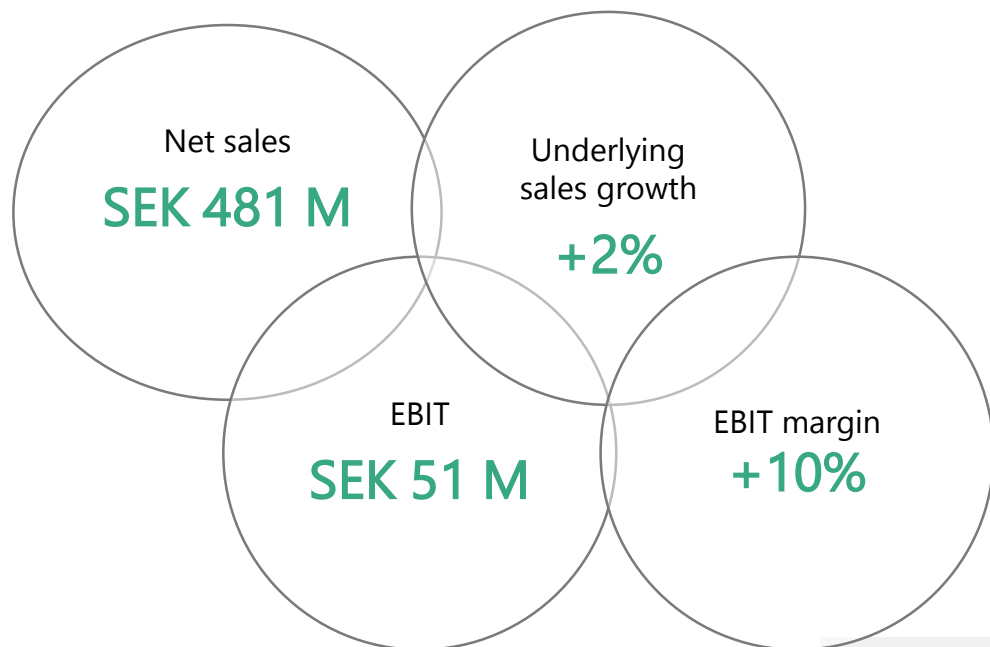 Net sales
SEK 481 M
Underlying
sales growth
+2%
EBIT
SEK 51 M
EBIT margin
+10%